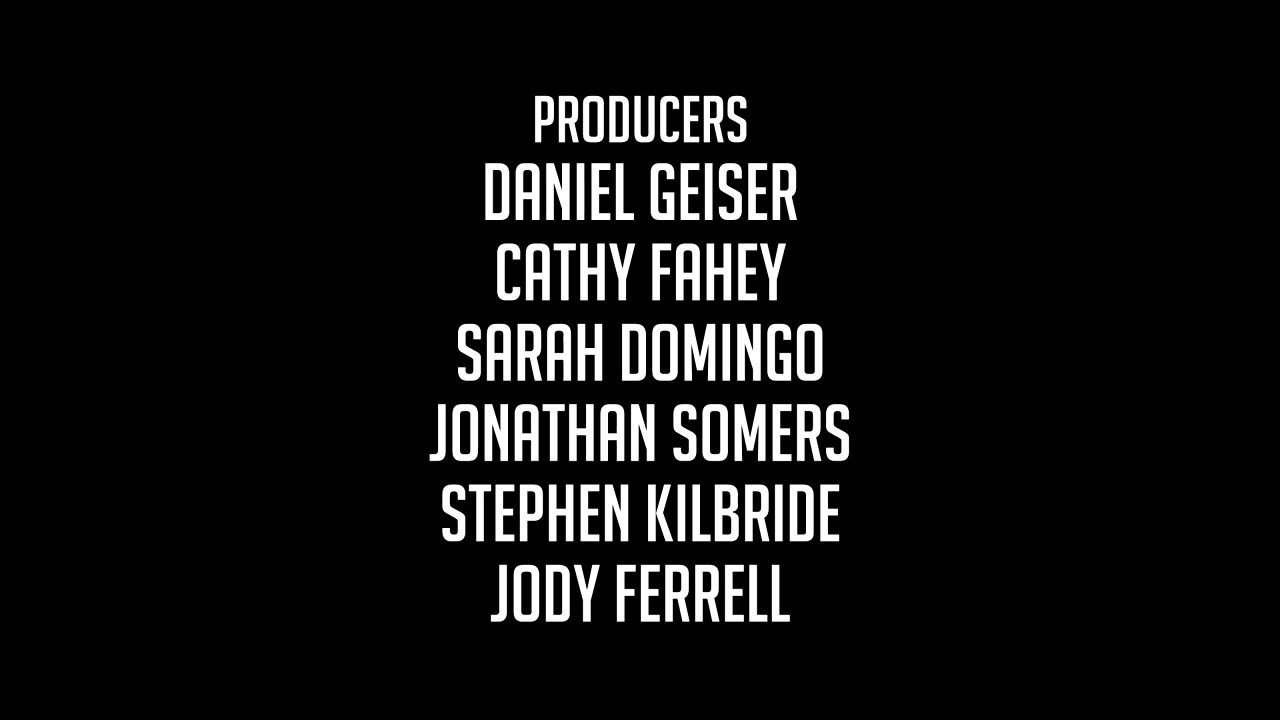 PRODUCERS
DANIEL GEISER
CATHY FAHEY
SARAH DOMINGO
JONATHAN SOMERS
STEPHEN KILBRIDE
JODY FERRELL